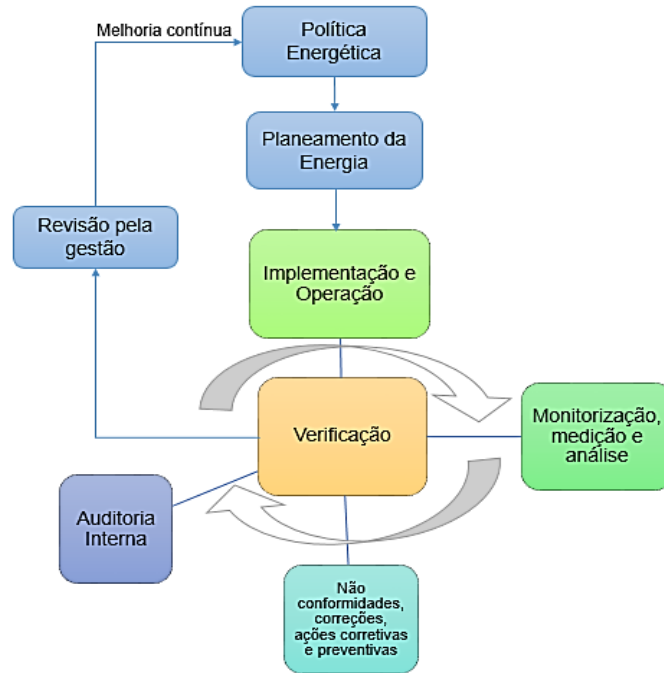 Melhoria contínua
Política
Energética
Planeamento da
Energia
Revisão pela
gestão
Implementação e
Operação
Verificação
Monitorização,
medição e
análise
Auditoria
Interna
Não
conformidades,
correções,
ações corretivas
e preventivas